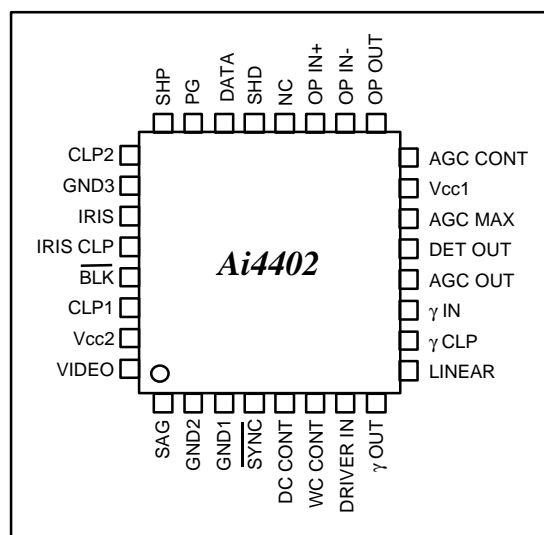 SHP
PG
DATA
SHD
NC
OP IN+
OP IN-
OP OUT
CLP2
GND3
IRIS
IRIS CLP
BLK
CLP1
Vcc2
VIDEO
Ai4402
AGC CONT
Vcc1
AGC MAX
DET OUT
AGC OUT
γ IN
γ CLP
LINEAR
SAG
GND2
GND1
SYNC
DC CONT
WC CONT
DRIVER IN
γ OUT